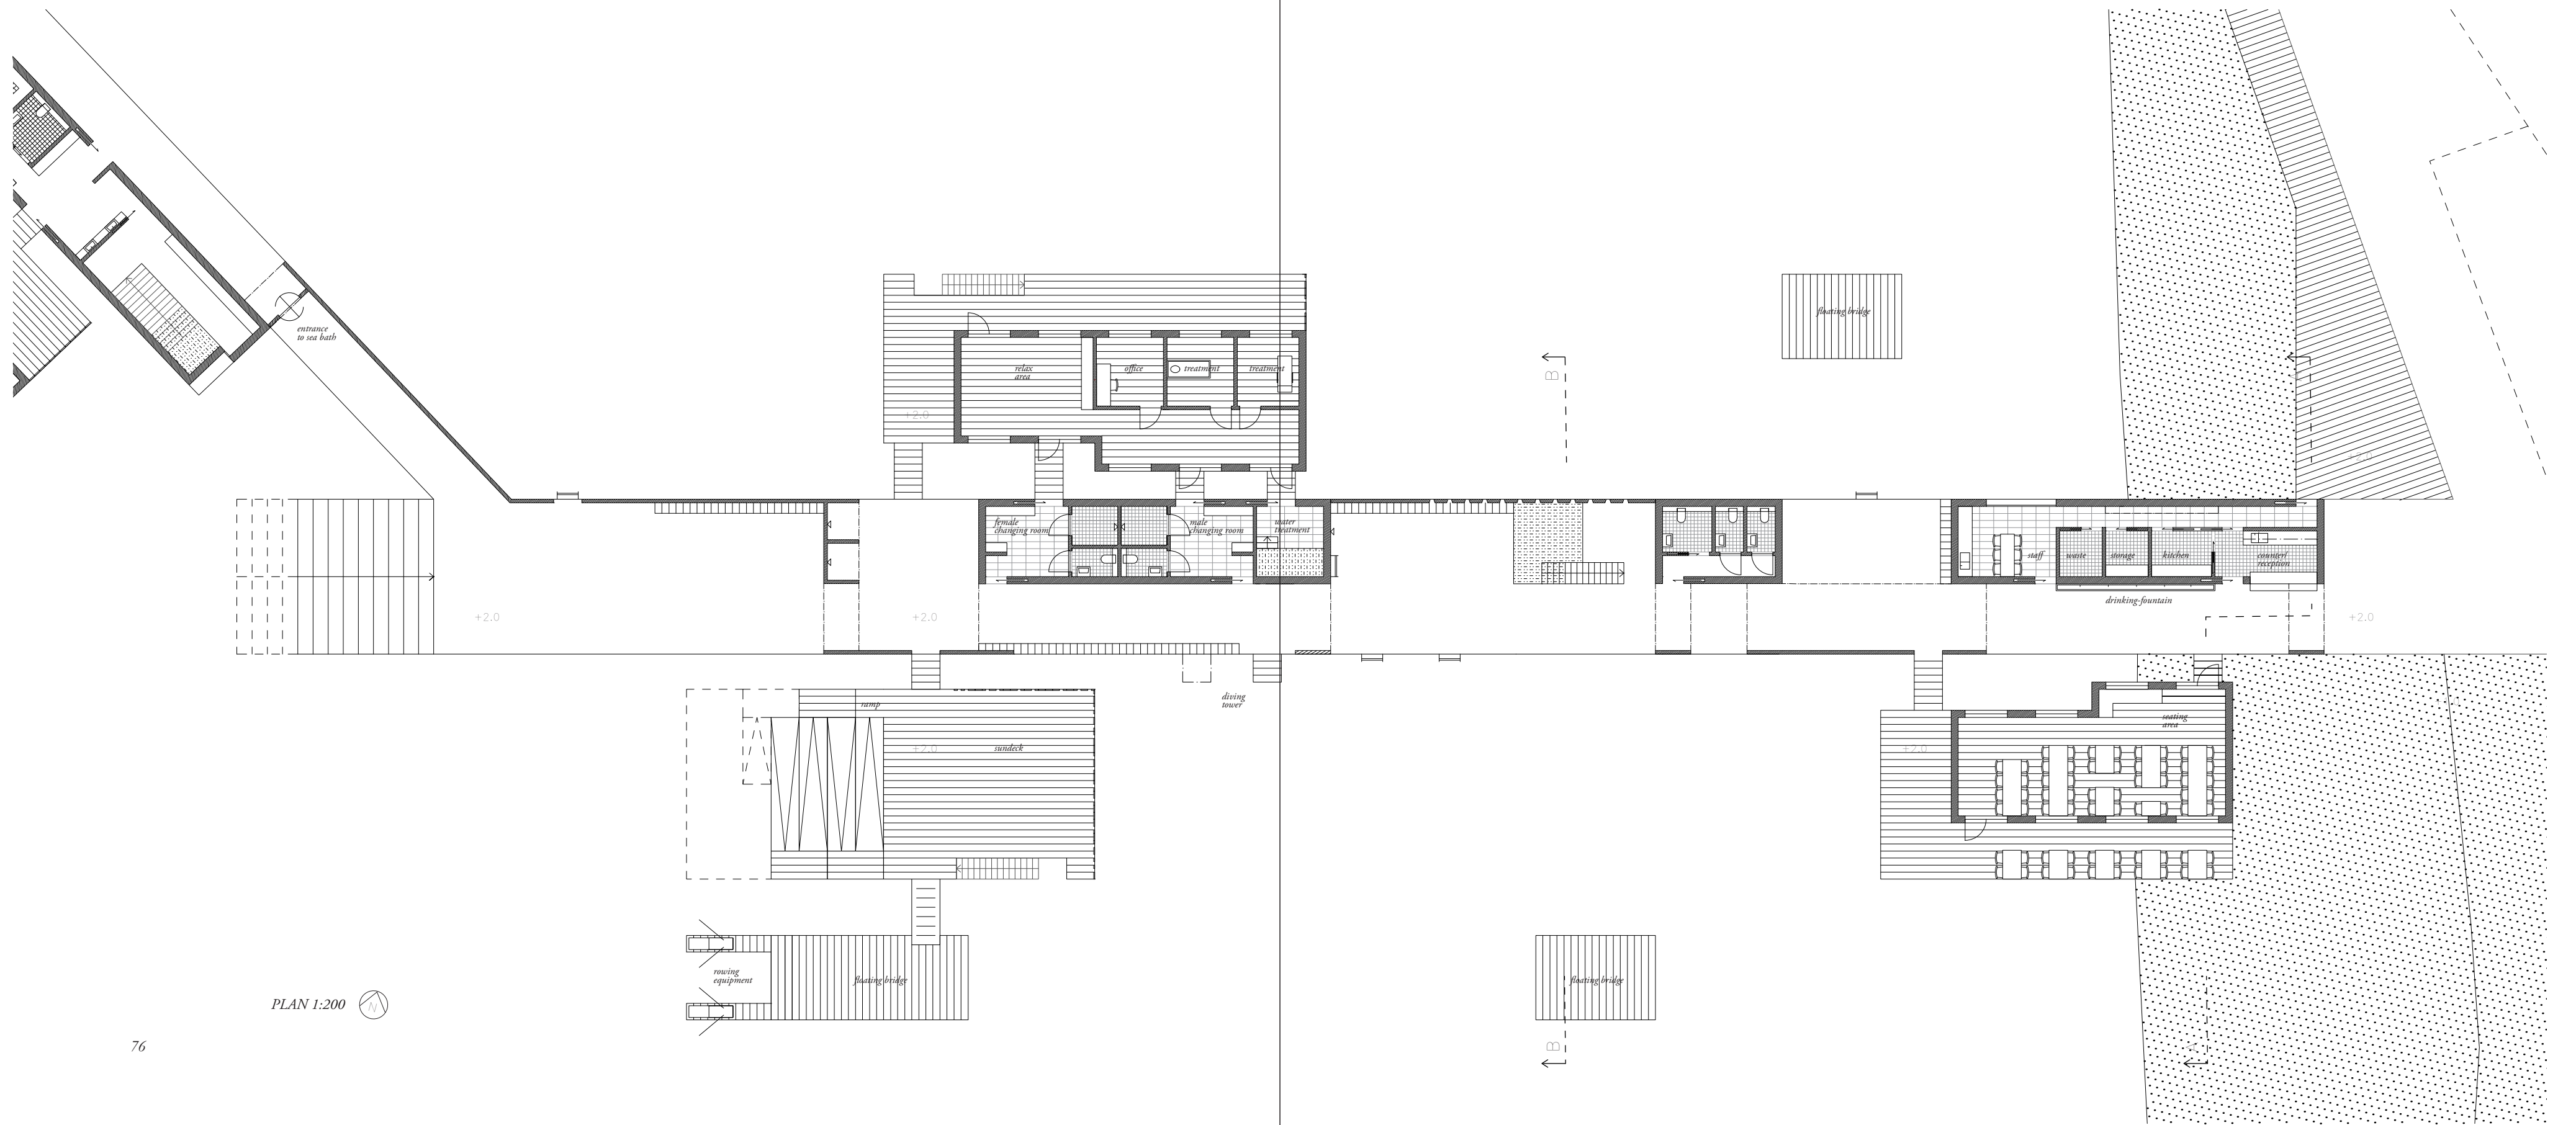 entrance
to sea bath
floating bridge
relax
area
office
treatment
treatment
B
+2.0
+2.0
female
changing room
male
changing room
water
treatment
staff
waste
storage
kitchen
counter/
reception
drinking-fountain
+2.0
+2.0
+2.0
diving
tower
ramp
+2.0
sundeck
seating
area
+2.0
rowing
equipment
floating bridge
floating bridge
PLAN 1:200
N
B
A
76